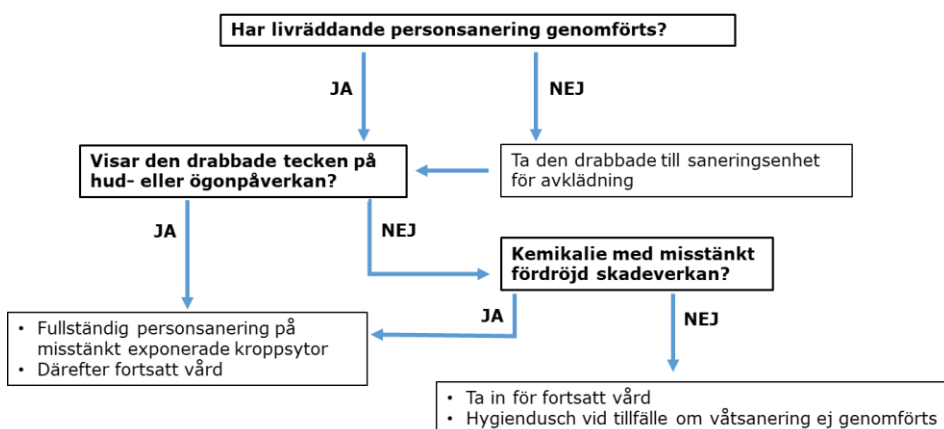 Har livräddande personsanering genomförts?
JA
NEJ
Visar den drabbade tecken på
hud- eller ögonpåverkan?
Ta den drabbade till saneringsenhet
för avklädning
JA
NEJ
Kemikalie med misstänkt
fördröjd skadeverkan?
• Fullständig personsanering på
misstänkt exponerade kroppsytor
• Därefter fortsatt vård
JA
NEJ
• Ta in för fortsatt vård
• Hygiendusch vid tillfälle om våtsanering ej genomförts